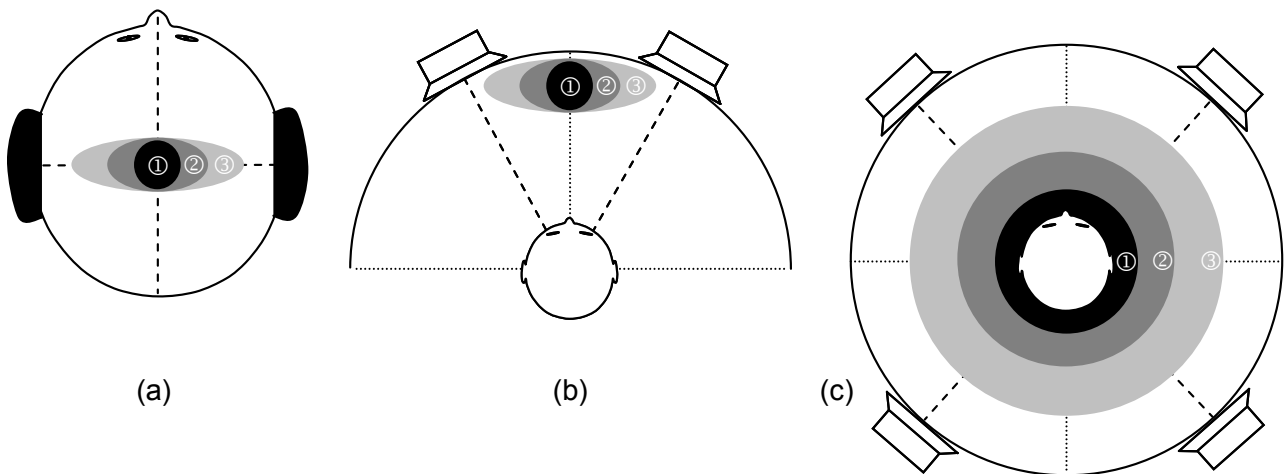 ① ② ③
① ② ③
① ② ③
(a)
(b)
(c)